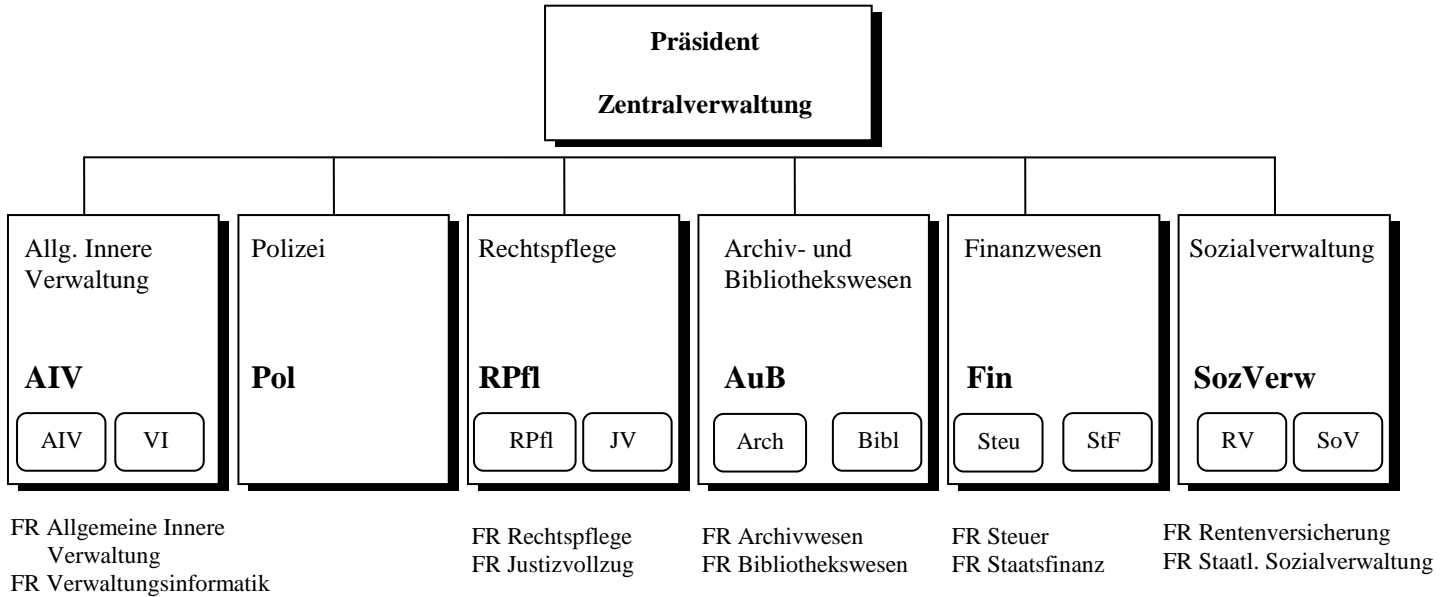 Präsident
Zentralverwaltung
Allg. Innere
Verwaltung
AIV
AIV
VI
Polizei
Pol
Rechtspflege
RPfl
RPfl
JV
Archiv- und
Bibliothekswesen
AuB
Arch
Bibl
Finanzwesen
Fin
Steu
StF
Sozialverwaltung
SozVerw
RV
SoV
FR Allgemeine Innere
Verwaltung
FR Verwaltungsinformatik
FR Rechtspflege
FR Justizvollzug
FR Archivwesen
FR Bibliothekswesen
FR Steuer
FR Staatsfinanz
FR Rentenversicherung
FR Staatl. Sozialverwaltung